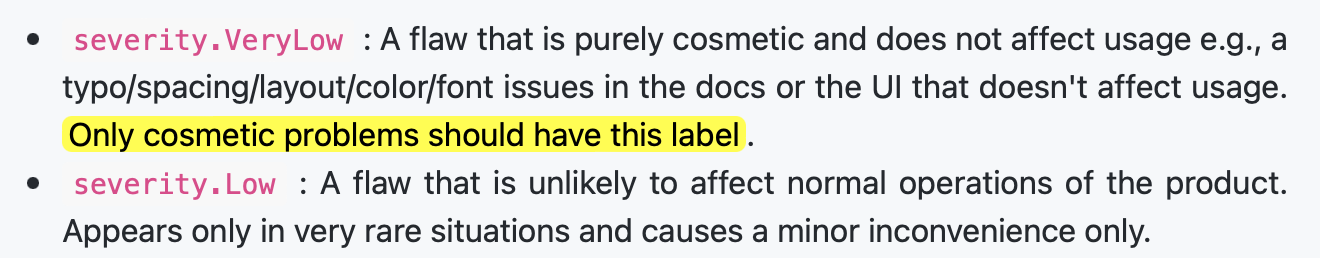 • severity.VeryLow : A flaw that is purely cosmetic and does not affect usage e.g., a
typo/spacing/layout/color/font issues in the docs or the UI that doesn't affect usage.
Only cosmetic problems should have this label.
• severity.Low : A flaw that is unlikely to affect normal operations of the product.
Appears only in very rare situations and causes a minor inconvenience only.